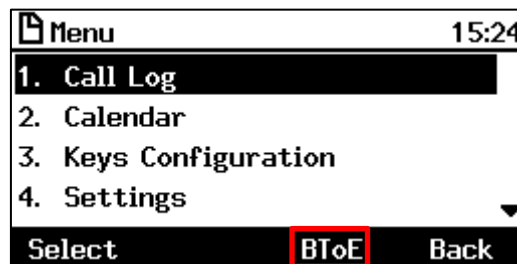 Menu 15:24
1. Call Log
2. Calendar
3. Keys Configuration
4. Settings
Select BToE Back